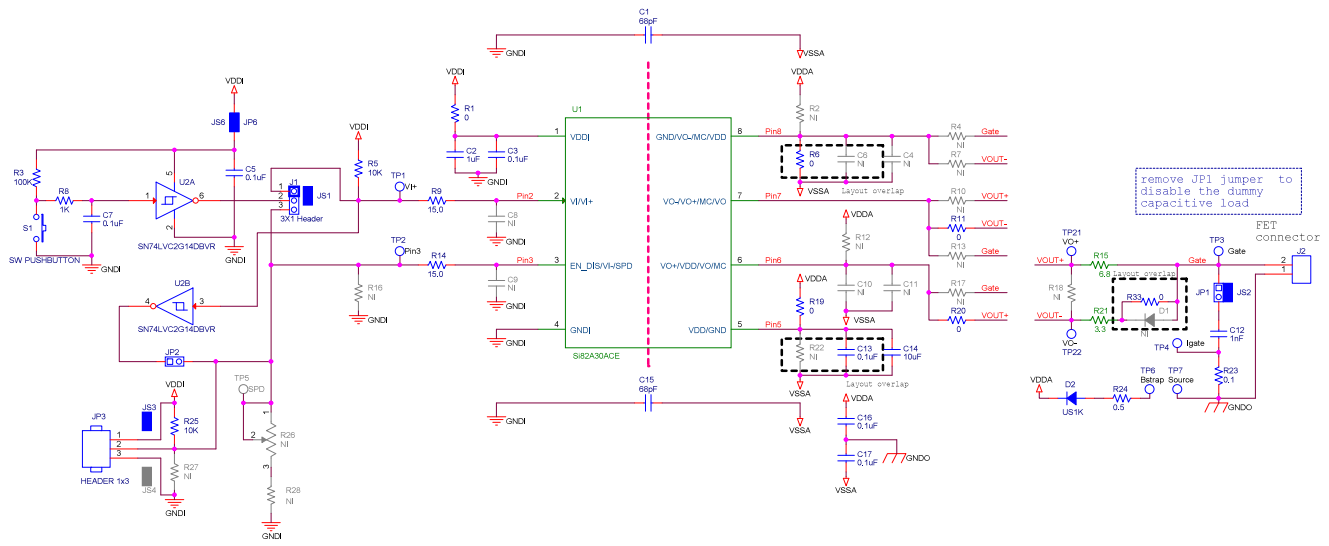 C1
68pF
GNDI
VSSA
VDDI
VDDI
VDDA
R1
0
R2
NI
U1
JS6
JP6
C2
1uF
C3
0.1uF
GNDI
1
VDDI
GND/VO-/MC/VDD
8
Pin8
R4
NI
Gate
R7
NI
VOUT-
R6
0
C6
NI
C4
NI
VSSA
Layout overlap
R3
100K
R8
1K
C7
0.1uF
U2A
5
1
6
2
C5
0.1uF
VDDI
R5
10K
J1
1
2
3
JS1
3X1 Header
TP1
VI+
R9
15.0
Pin2
C8
NI
GNDI
2
VI/VI+
VO-/VO+/MC/VO
7
Pin7
R10
NI
VOUT+
R11
0
VOUT-
R13
NI
Gate
remove JP1 jumper to
disable the dummy
capacitive load
S1
SW PUSHBUTTON
GNDI
SN74LVC2G14DBVR
GNDI
TP2
Pin3
R14
15.0
Pin3
C9
NI
GNDI
3
EN_DIS/VI-/SPD
VDDA
R12
NI
VO+/VDD/VO/MC
6
Pin6
C10
NI
C11
NI
VSSA
R17
NI
Gate
R20
0
VOUT+
TP21
VO+
VOUT+
R15
6.8
Gate
TP3
Gate
FET
connector
J2
2
1
Layout overlap
R18
NI
R33
0
D1
NI
VOUT-
R21
3.3
VO-
TP22
JP1
JS2
C12
1nF
TP4
Igate
R23
0.1
GNDO
VDDA
D2
US1K
R24
0.5
TP6
Bstrap
TP7
Source
U2B
4
3
SN74LVC2G14DBVR
R16
NI
GNDI
4
GNDI
GNDI
Si82A30ACE
VDDA
R19
0
VDD/GND
5
Pin5
R22
NI
C13
0.1uF
C14
10uF
VSSA
Layout overlap
JP2
TP5
SPD
VDDI
JP3
JS3
R25
10K
1
2
3
R27
NI
JS4
HEADER 1x3
GNDI
1
2
3
R26
NI
R28
NI
GNDI
C15
68pF
GNDI
VSSA
VDDA
C16
0.1uF
C17
0.1uF
GNDO
VSSA